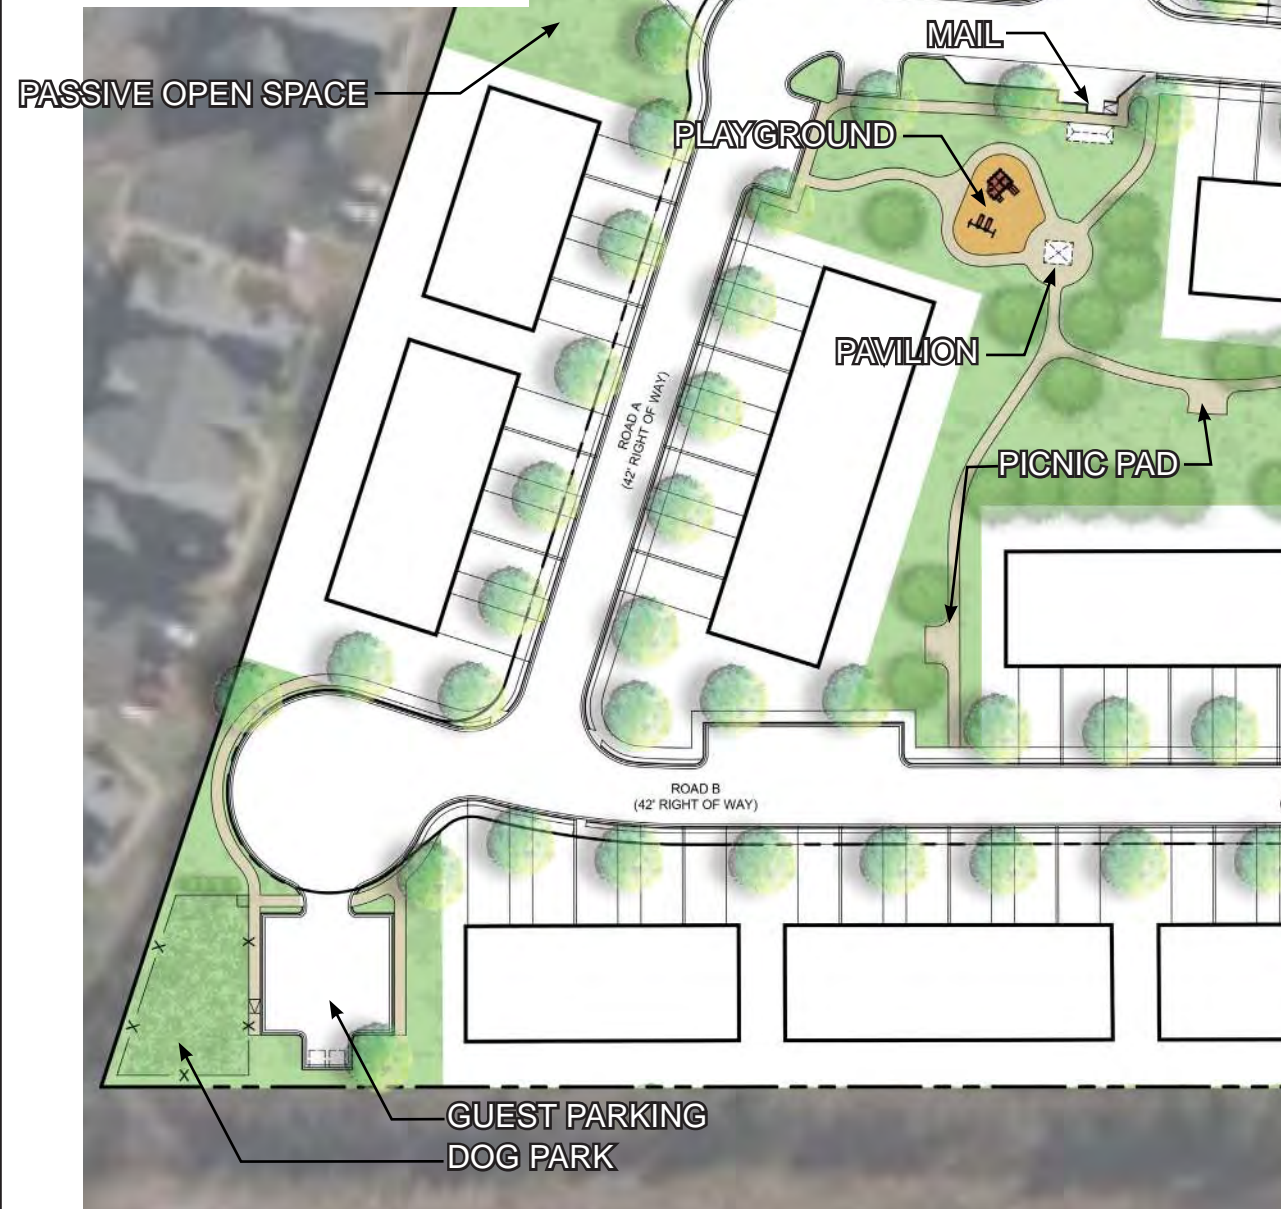 MAIL
PASSIVE OPEN SPACE
PLAYGROUND
PAVILION
ROAD A
(42' RIGHT OF WAY)
PICNIC PAD
ROAD B
(42' RIGHT OF WAY)
GUEST PARKING
DOG PARK